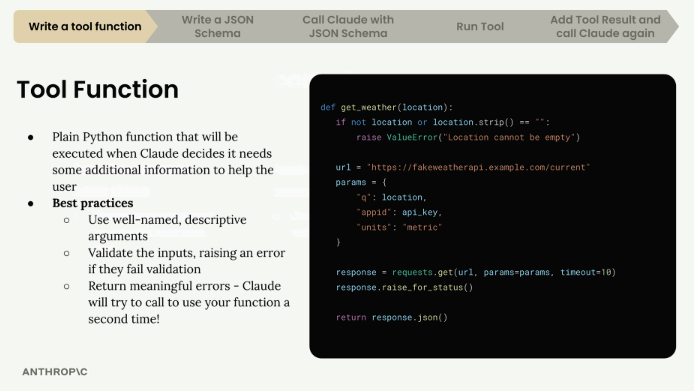 Write a tool function
Write a JSON
Schema
Call Claude with
JSON Schema
Run Tool
Add Tool Result and
call Claude again
Tool Function
● Plain Python function that will be
executed when Claude decides it needs
some additional information to help the
user
● Best practices
○ Use well-named, descriptive
arguments
○ Validate the inputs, raising an error
if they fail validation
○ Return meaningful errors - Claude
will try to call to use your function a
second time!
def get_weather(location):
    if not location or location.strip() == "":
        raise ValueError("Location cannot be empty")
    url = "https://fakeweatherapi.example.com/current"
    params = {
        "q": location,
        "appid": api_key,
        "units": "metric"
    }
    response = requests.get(url, params=params, timeout=10)
    response.raise_for_status()
    return response.json()
ANTHROP\C